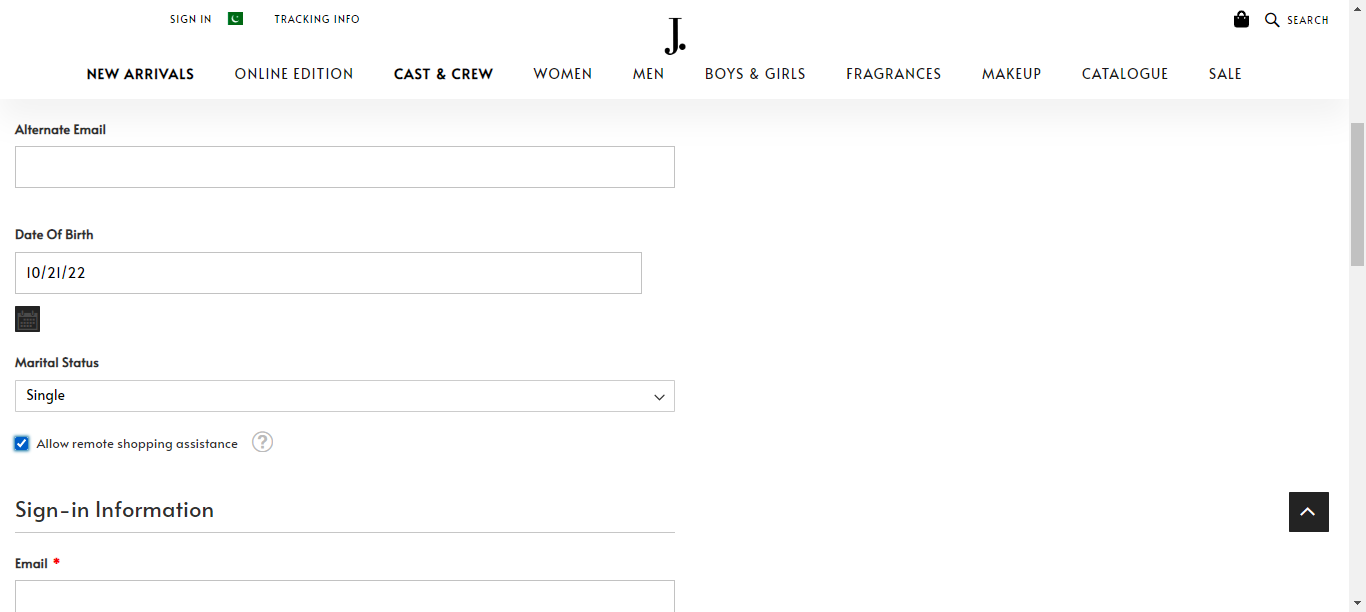 SIGN IN TRACKING INFO
J.
SEARCH
NEW ARRIVALS ONLINE EDITION CAST & CREW WOMEN MEN BOYS & GIRLS FRAGRANCES MAKEUP CATALOGUE SALE
Alternate Email
Date Of Birth
10/21/22
Marital Status
Single
Allow remote shopping assistance ?
Sign-in Information
Email *